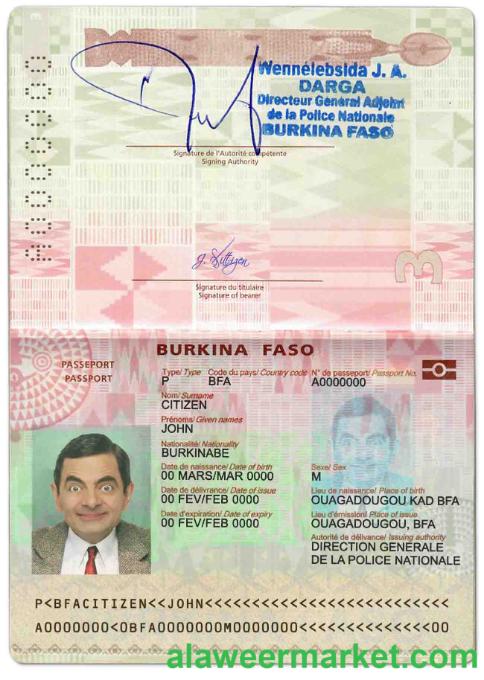 A0000000
Wennélebsida J. A.
DARGA
Directeur Général Adjoint
de la Police Nationale
BURKINA FASO
Signature de l'Autorité compétente
Signing Authority
J. Sittizen
Signature du titulaire
Signature of bearer
3
BURKINA FASO
PASSEPORT
PASSPORT
Type/ Type Code du pays/ Country code N° de passeport/ Passport No.
P BFA A0000000
Nom/ Surname
CITIZEN
Prénoms/ Given names
JOHN
Nationalité/ Nationality
BURKINABE
Date de naissance/ Date of birth Sexe/ Sex
00 MARS/MAR 0000 M
Date de délivrance/ Date of issue Lieu de naissance/ Place of birth
00 FEV/FEB 0000 OUAGADOUGOU KAD BFA
Date d'expiration/ Date of expiry Lieu d'émission/ Place of issue
00 FEV/FEB 0000 OUAGADOUGOU, BFA
Autorité de délivance/ Issuing authority
DIRECTION GENERALE
DE LA POLICE NATIONALE
P<BFACITIZEN<<JOHN<<<<<<<<<<<<<<<<<<<<<<<<<<
A0000000<0BFA0000000M0000000<<<<<<<<<<<<<<00
alaweermarket.com